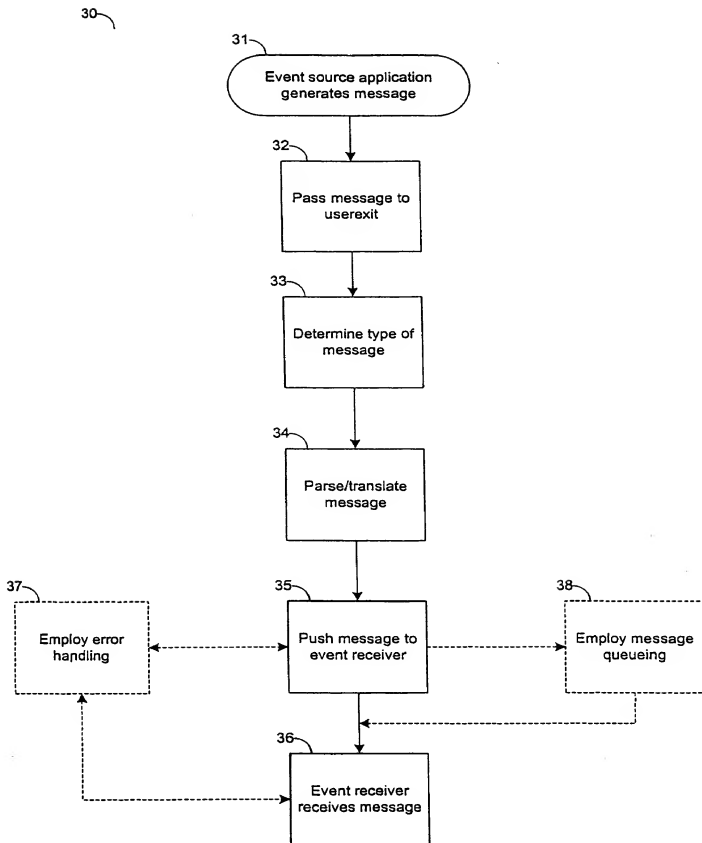 30
31
Event source application
generates message
32
Pass message to
userexit
33
Determine type of
message
34
Parse/translate
message
37
Employ error
handling
35
Push message to
event receiver
38
Employ message
queueing
36
Event receiver
receives message